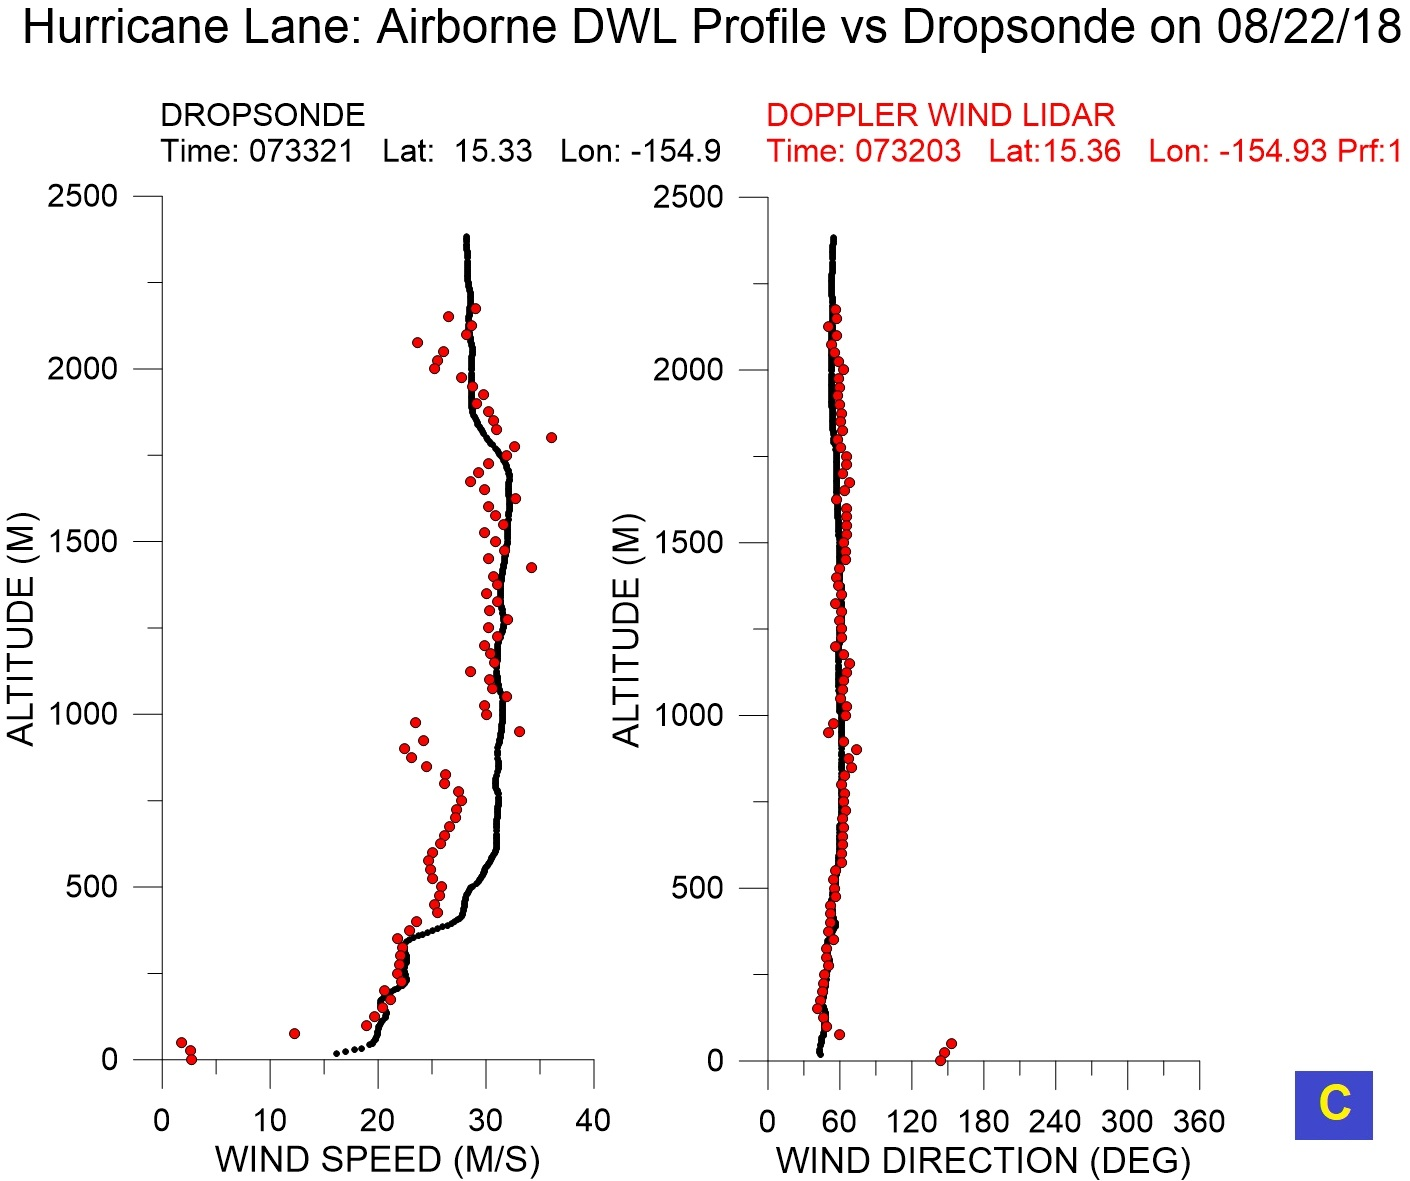 Hurricane Lane: Airborne DWL Profile vs Dropsonde on 08/22/18
DROPSONDE
Time: 073321 Lat: 15.33 Lon: -154.9
DOPPLER WIND LIDAR
Time: 073203 Lat:15.36 Lon: -154.93 Prf:1
2500
2000
1500
1000
500
0
ALTITUDE (M)
0 10 20 30 40
WIND SPEED (M/S)
2500
2000
1500
1000
500
0
ALTITUDE (M)
0 60 120 180 240 300 360
WIND DIRECTION (DEG)
C